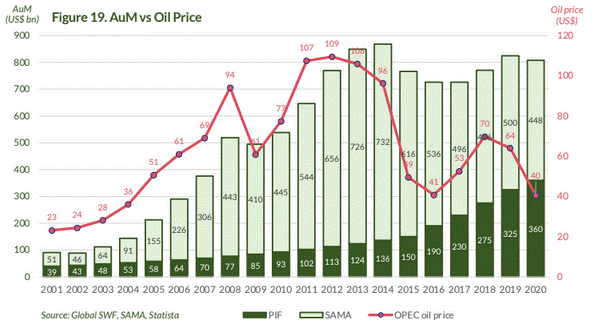 AuM
(US$ bn)
Figure 19. AuM vs Oil Price
Oil price
(US$)
900
800
700
600
500
400
300
200
100
0
120
100
80
60
40
20
0
23 24 28 36 51 61 69 94 61 77 107 109 106 96 49 41 53 70 64 40
51 46 64 91 155 226 306 443 410 445 544 656 726 732 616 536 496 496 500 448
39 43 48 53 58 64 70 77 85 93 102 113 124 136 150 190 230 275 325 360
2001 2002 2003 2004 2005 2006 2007 2008 2009 2010 2011 2012 2013 2014 2015 2016 2017 2018 2019 2020
Source: Global SWF, SAMA, Statista
PIF SAMA OPEC oil price